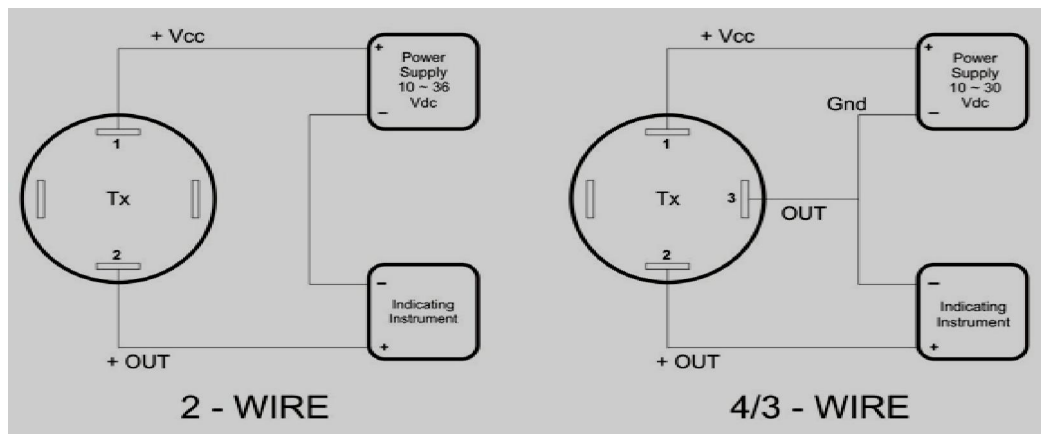 + Vcc
+
Power
Supply
10 ~ 36
Vdc
−
1
Tx
2
−
Indicating
Instrument
+
+ OUT
2 - WIRE
+ Vcc
+
Power
Supply
10 ~ 30
Vdc
Gnd
−
1
Tx
3
OUT
2
−
Indicating
Instrument
+
+ OUT
4/3 - WIRE